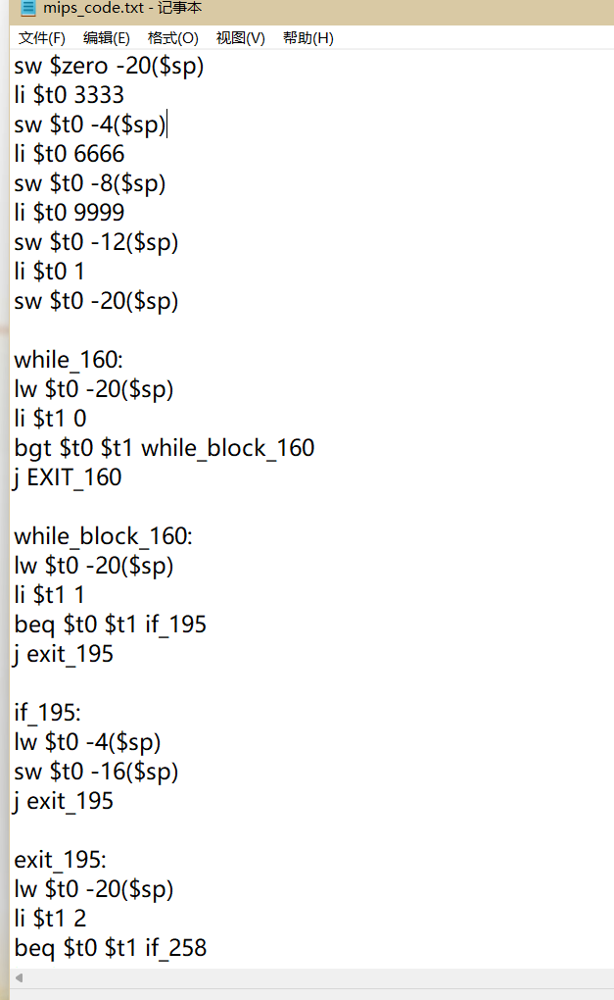 mips_code.txt - 记事本
文件(F) 编辑(E) 格式(O) 视图(V) 帮助(H)
sw $zero -20($sp)
li $t0 3333
sw $t0 -4($sp)
li $t0 6666
sw $t0 -8($sp)
li $t0 9999
sw $t0 -12($sp)
li $t0 1
sw $t0 -20($sp)
while_160:
lw $t0 -20($sp)
li $t1 0
bgt $t0 $t1 while_block_160
j EXIT_160
while_block_160:
lw $t0 -20($sp)
li $t1 1
beq $t0 $t1 if_195
j exit_195
if_195:
lw $t0 -4($sp)
sw $t0 -16($sp)
j exit_195
exit_195:
lw $t0 -20($sp)
li $t1 2
beq $t0 $t1 if_258